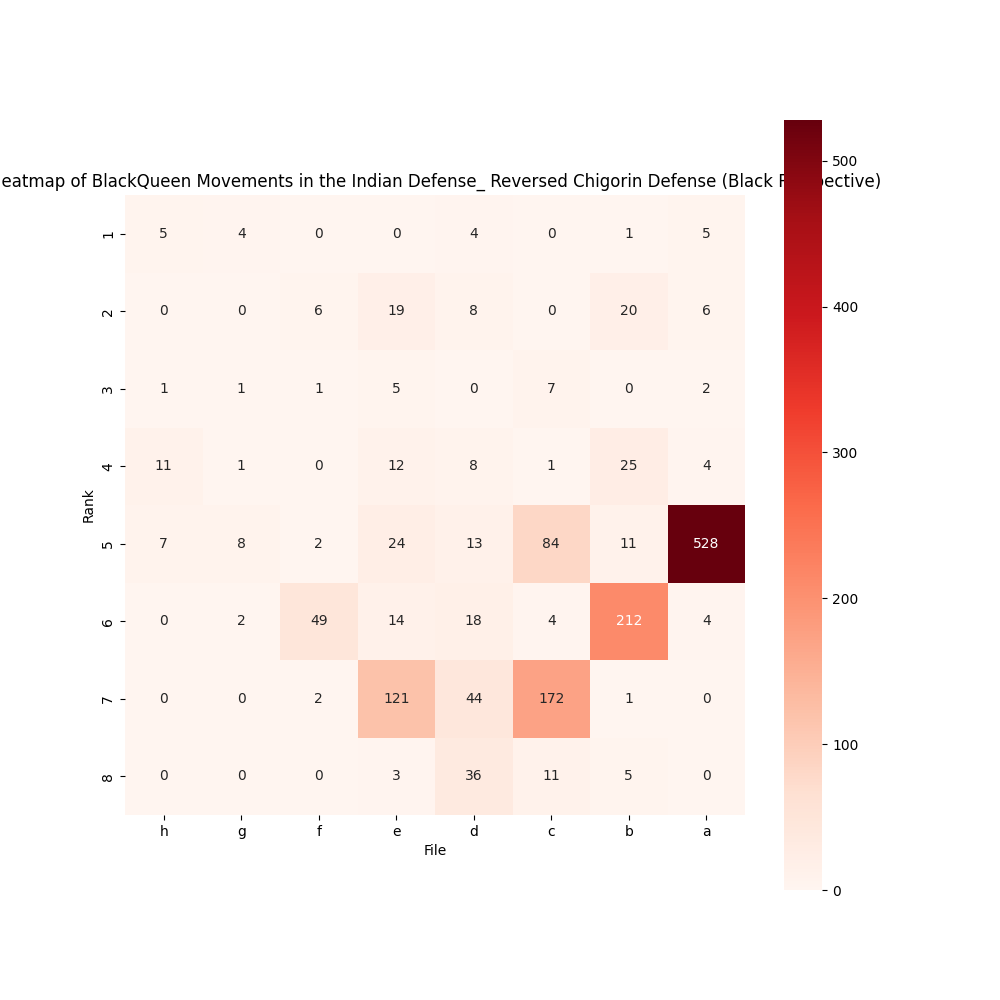 eatmap of BlackQueen Movements in the Indian Defense_ Reversed Chigorin Defense (Black P pective)
500
400
300
200
100
0
Rank
1 5 4 0 0 4 0 1 5
2 0 0 6 19 8 0 20 6
3 1 1 1 5 0 7 0 2
4 11 1 0 12 8 1 25 4
5 7 8 2 24 13 84 11 528
6 0 2 49 14 18 4 212 4
7 0 0 2 121 44 172 1 0
8 0 0 0 3 36 11 5 0
h g f e d c b a
File